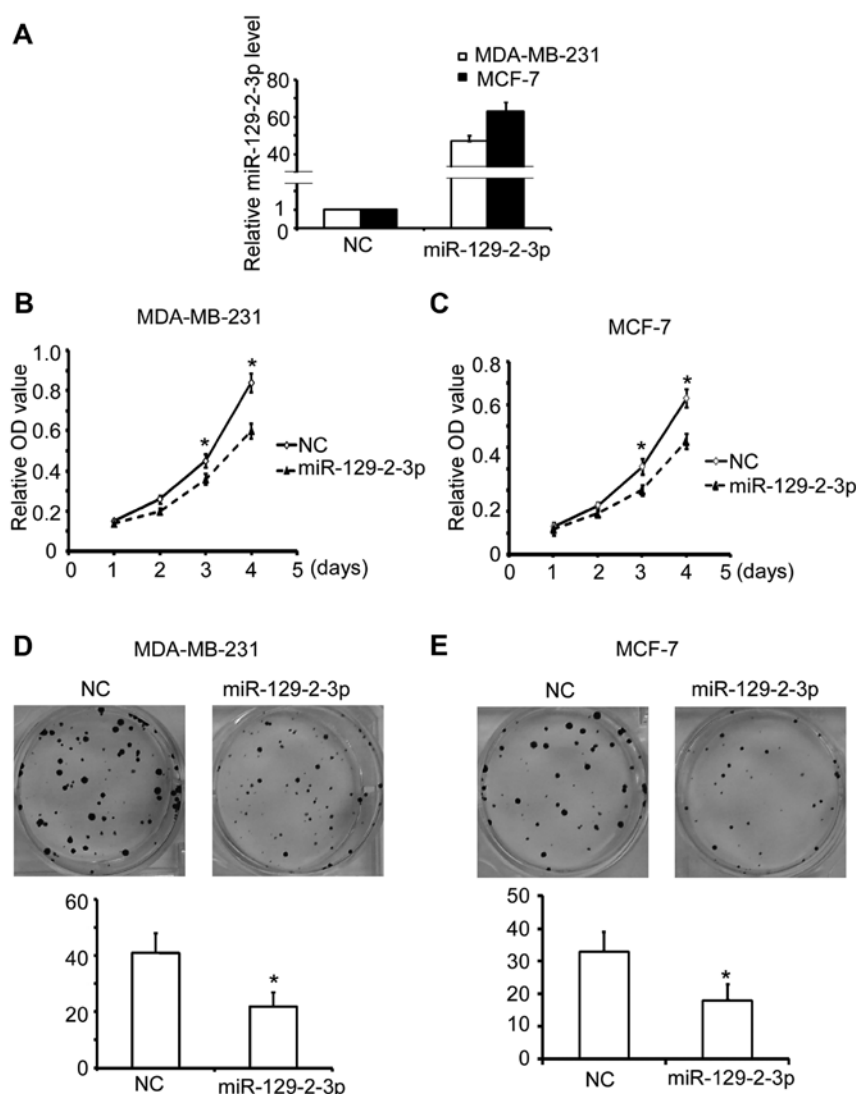 A
Relative miR-129-2-3p level
MDA-MB-231
MCF-7
80
60
40
1
0
NC
miR-129-2-3p
B
MDA-MB-231
Relative OD value
1.0
0.8
0.6
0.4
0.2
0
*
*
NC
miR-129-2-3p
0 1 2 3 4 5 (days)
C
MCF-7
Relative OD value
0.8
0.6
0.4
0.2
0
*
*
NC
miR-129-2-3p
0 1 2 3 4 5 (days)
D
MDA-MB-231
NC miR-129-2-3p
60
40
20
0
*
NC miR-129-2-3p
E
MCF-7
NC miR-129-2-3p
50
40
30
20
10
0
*
NC miR-129-2-3p